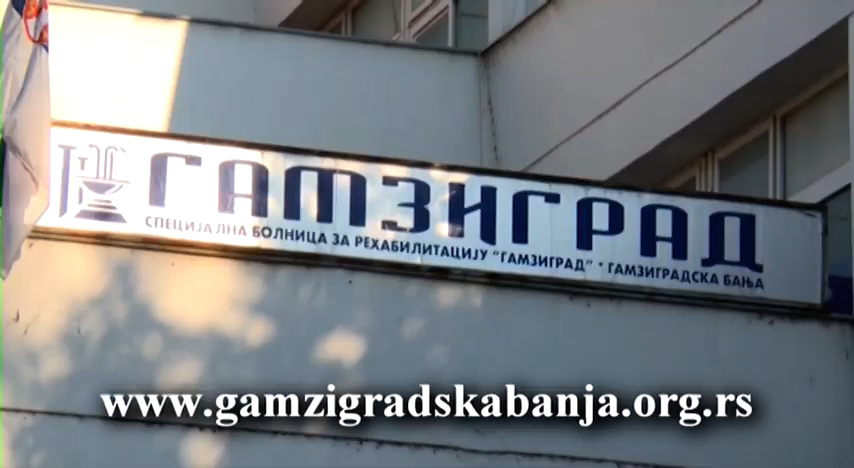 ГАМЗИГРАД
СПЕЦИЈАЛНА БОЛНИЦА ЗА РЕХАБИЛИТАЦИЈУ "ГАМЗИГРАД" • ГАМЗИГРАДСКА БАЊА
www.gamzigradskabanja.org.rs